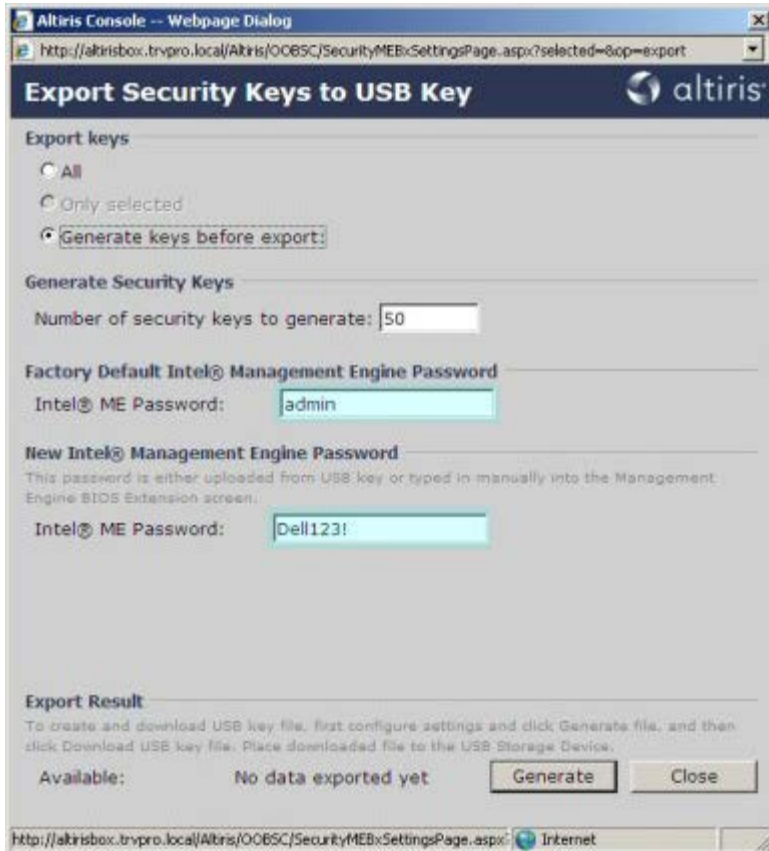 Altiris Console -- Webpage Dialog
http://altirisbox.trvpro.local/Altiris/OOBSC/SecurityMEBxSettingsPage.aspx?selected=&op=export
Export Security Keys to USB Key
altiris
Export keys
All
Only selected
Generate keys before export:
Generate Security Keys
Number of security keys to generate: 50
Factory Default Intel® Management Engine Password
Intel® ME Password: admin
New Intel® Management Engine Password
This password is either uploaded from USB key or typed in manually into the Management
Engine BIOS Extension screen.
Intel® ME Password: Dell123!
Export Result
To create and download USB key file, first configure settings and click Generate file, and then
click Download USB key file. Place downloaded file to the USB Storage Device.
Available: No data exported yet Generate Close
http://altirisbox.trvpro.local/Altiris/OOBSC/SecurityMEBxSettingsPage.aspx? Internet